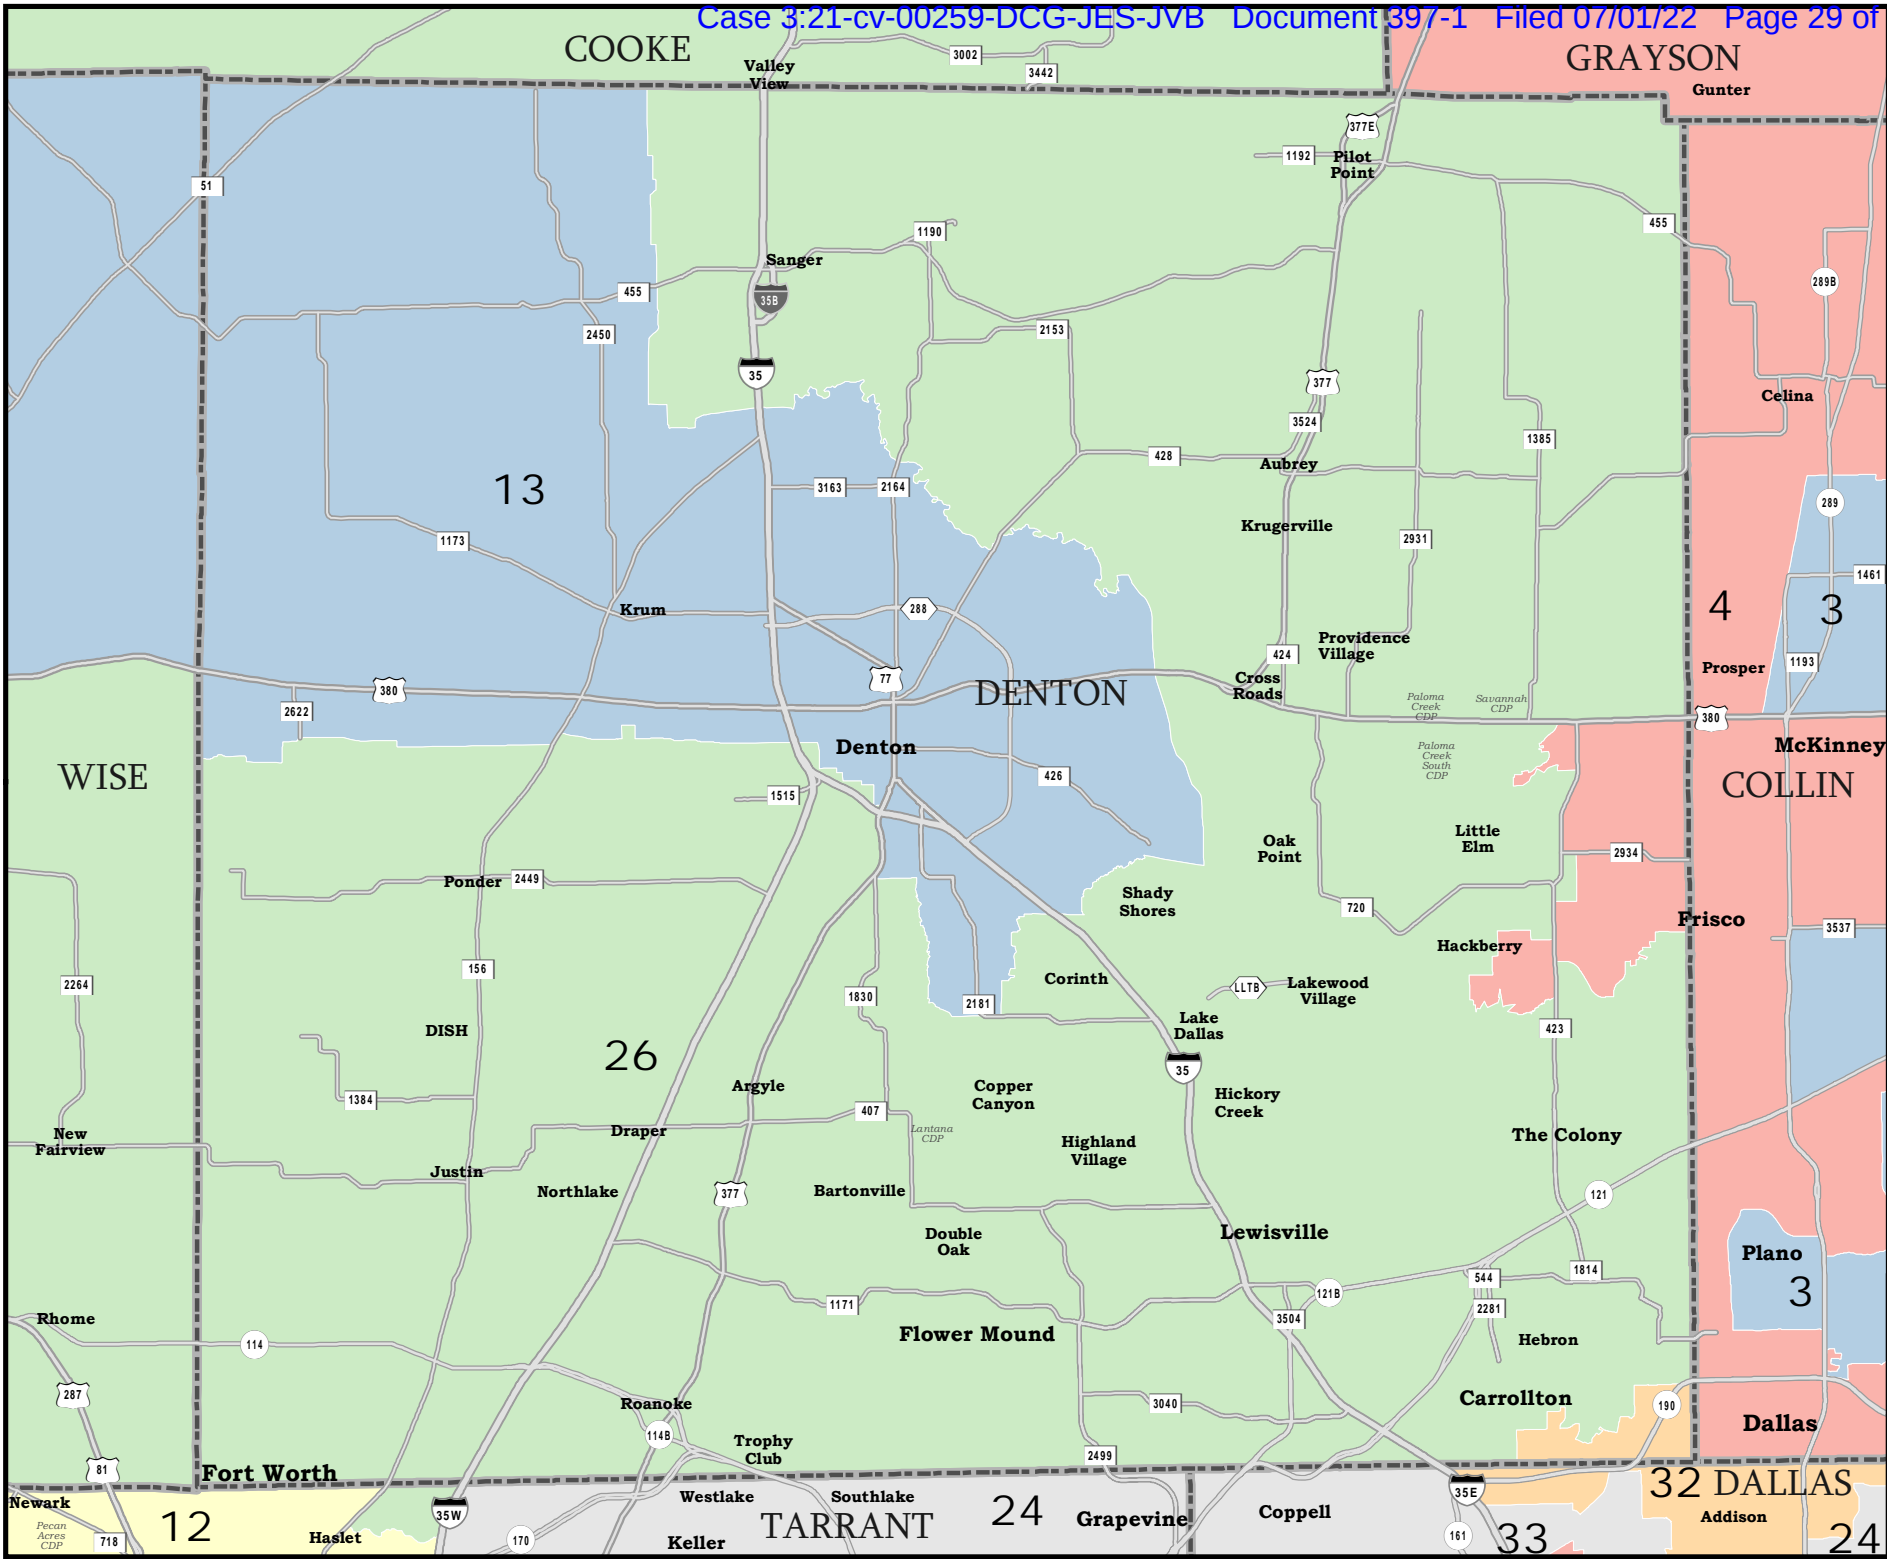 Case 3:21-cv-00259-DCG-JES-JVB Document 397-1 Filed 07/01/22 Page 29 of
COOKE
GRAYSON
3002
3442
Valley
View
Gunter
377E
1192
Pilot
Point
51
455
1190
Sanger
289B
455
35B
2450
2153
35
377
Celina
3524
1385
428
Aubrey
13
3163
2164
289
Krugerville
1173
2931
1461
Krum
288
4
3
Providence
Village
424
1193
Prosper
77
Cross
Roads
380
DENTON
Paloma
Creek
CDP
Savannah
CDP
2622
380
Denton
McKinney
Paloma
Creek
South
CDP
WISE
426
COLLIN
1515
Oak
Point
Little
Elm
2934
Ponder
2449
Shady
Shores
720
Frisco
3537
Hackberry
156
Corinth
2264
LLTB
Lakewood
Village
1830
2181
DISH
Lake
Dallas
423
26
35
Argyle
Copper
Canyon
Hickory
Creek
1384
407
New
Fairview
Draper
Lantana
CDP
Highland
Village
The Colony
Justin
Northlake
377
Bartonville
121
Double
Oak
Lewisville
Plano
544
1814
3
121B
1171
2281
3504
Rhome
Flower Mound
Hebron
114
287
Roanoke
3040
Carrollton
190
114B
Dallas
Trophy
Club
2499
81
Fort Worth
35E
32
DALLAS
Newark
Westlake
Southlake
24
Coppell
Addison
12
35W
TARRANT
Grapevine
Pecan
Acres
CDP
718
Haslet
170
Keller
161
33
24